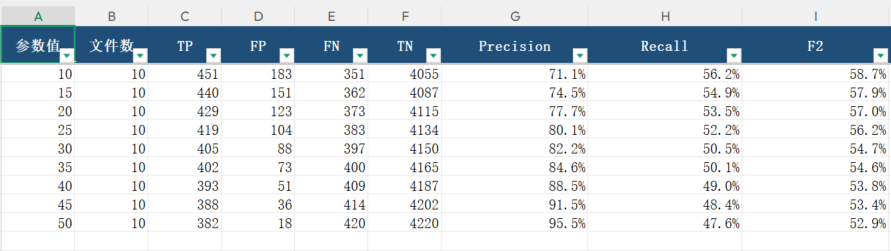 A B C D E F G H I
参数值 文件数 TP FP FN TN Precision Recall F2
10 10 451 183 351 4055 71.1% 56.2% 58.7%
15 10 440 151 362 4087 74.5% 54.9% 57.9%
20 10 429 123 373 4115 77.7% 53.5% 57.0%
25 10 419 104 383 4134 80.1% 52.2% 56.2%
30 10 405 88 397 4150 82.2% 50.5% 54.7%
35 10 402 73 400 4165 84.6% 50.1% 54.6%
40 10 393 51 409 4187 88.5% 49.0% 53.8%
45 10 388 36 414 4202 91.5% 48.4% 53.4%
50 10 382 18 420 4220 95.5% 47.6% 52.9%